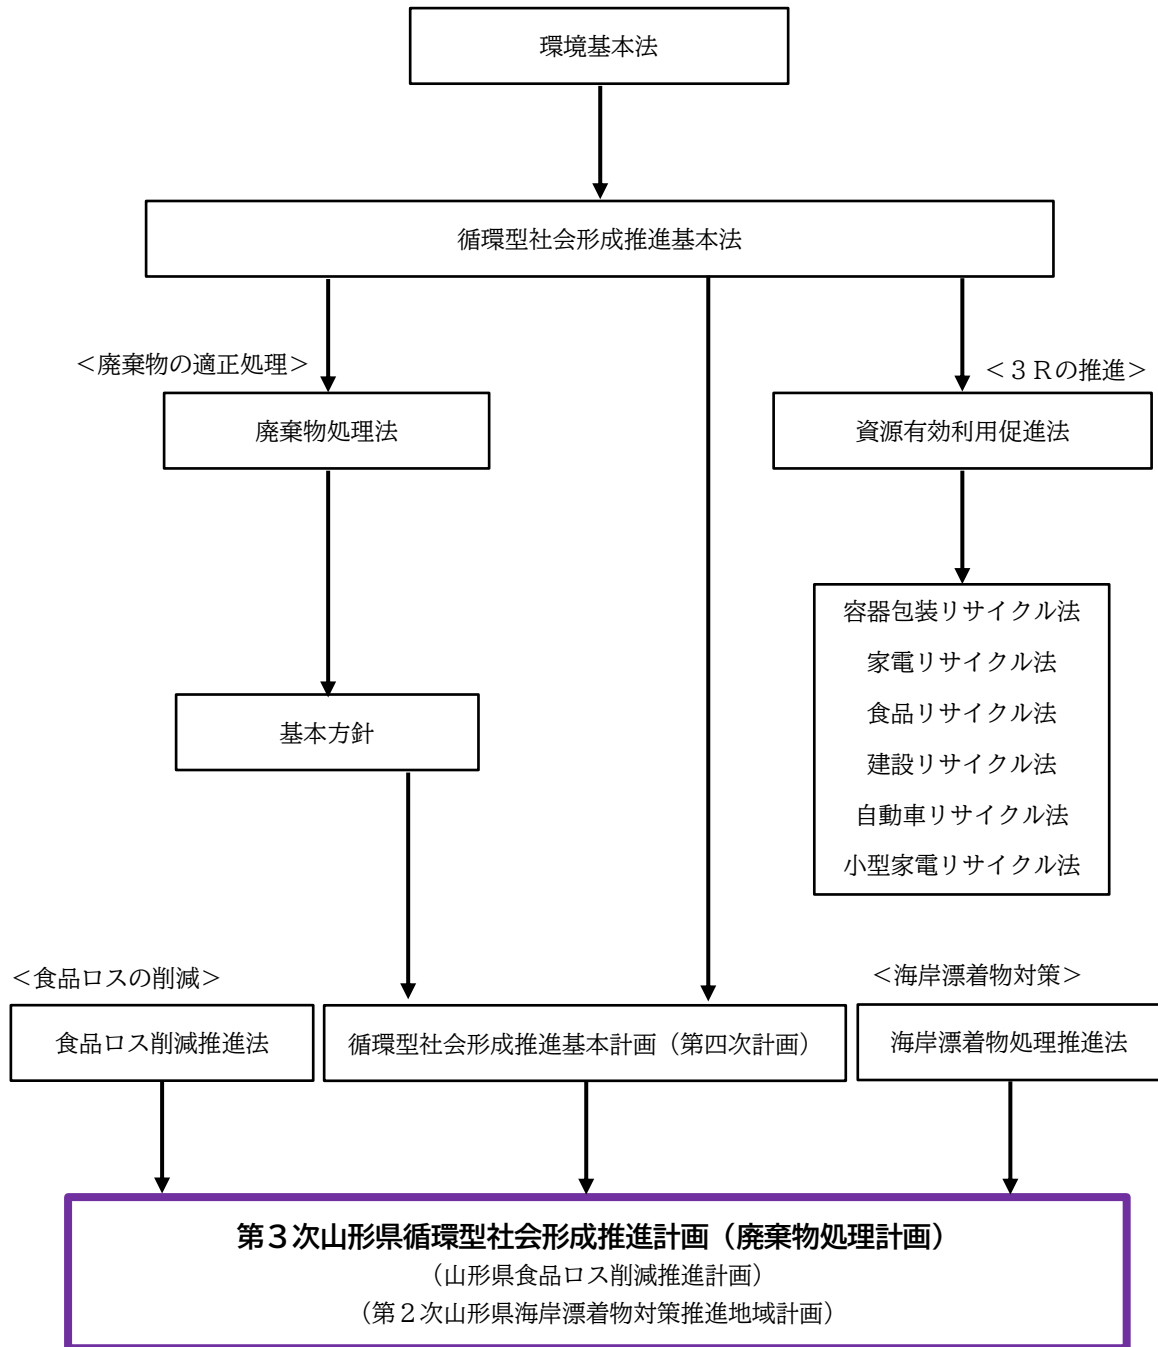 環境基本法
循環型社会形成推進基本法
＜廃棄物の適正処理＞
＜３Ｒの推進＞
廃棄物処理法
資源有効利用促進法
容器包装リサイクル法
家電リサイクル法
食品リサイクル法
建設リサイクル法
自動車リサイクル法
小型家電リサイクル法
基本方針
＜食品ロスの削減＞
＜海岸漂着物対策＞
食品ロス削減推進法
循環型社会形成推進基本計画（第四次計画）
海岸漂着物処理推進法
第３次山形県循環型社会形成推進計画（廃棄物処理計画）
（山形県食品ロス削減推進計画）
（第２次山形県海岸漂着物対策推進地域計画）